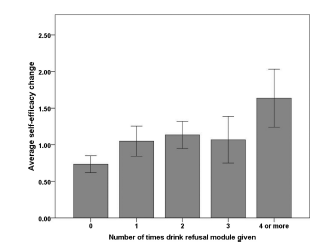 2.50
2.00
1.50
1.00
0.50
0.00
Average self-efficacy change
0 1 2 3 4 or more
Number of times drink refusal module given